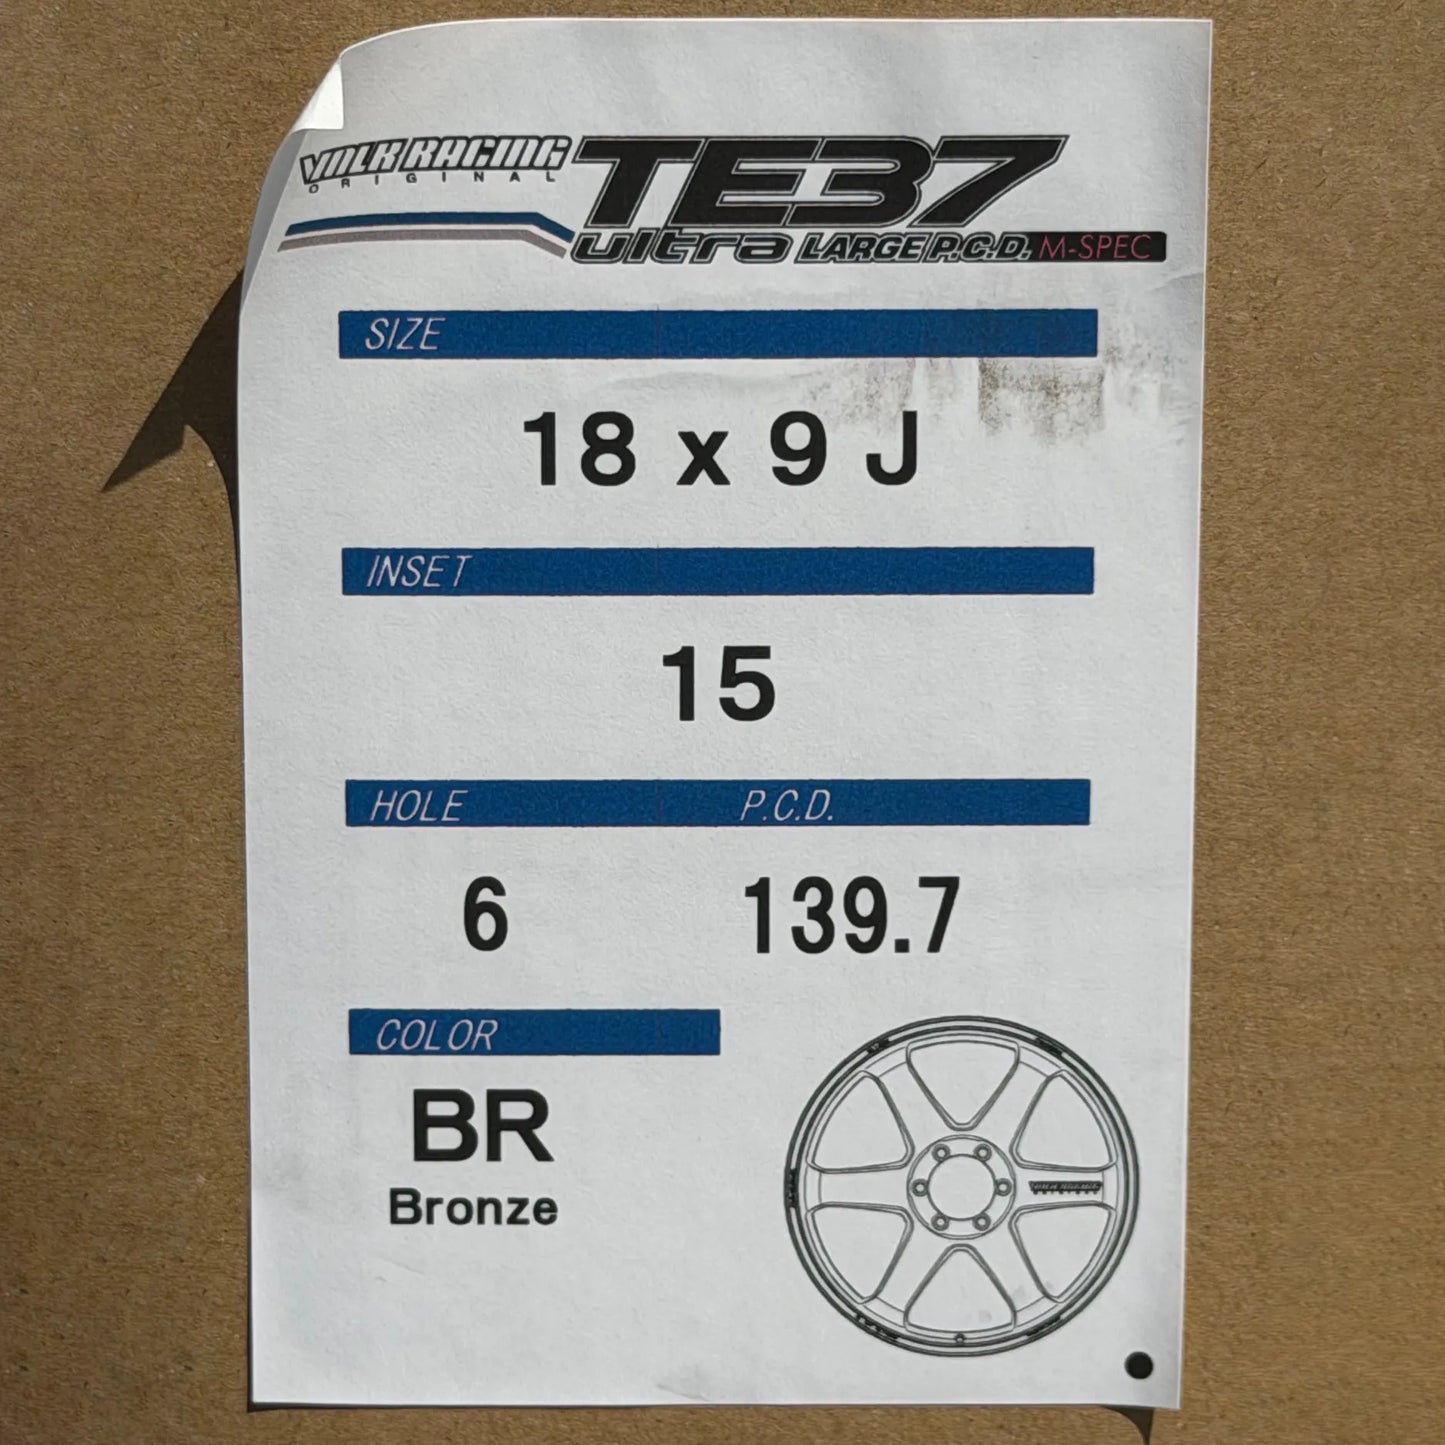 VOLK RACING
ORIGINAL
TE37
ultra LARGE P.C.D. M-SPEC
SIZE
18 x 9 J
INSET
15
HOLE P.C.D.
6 139.7
COLOR
BR
Bronze